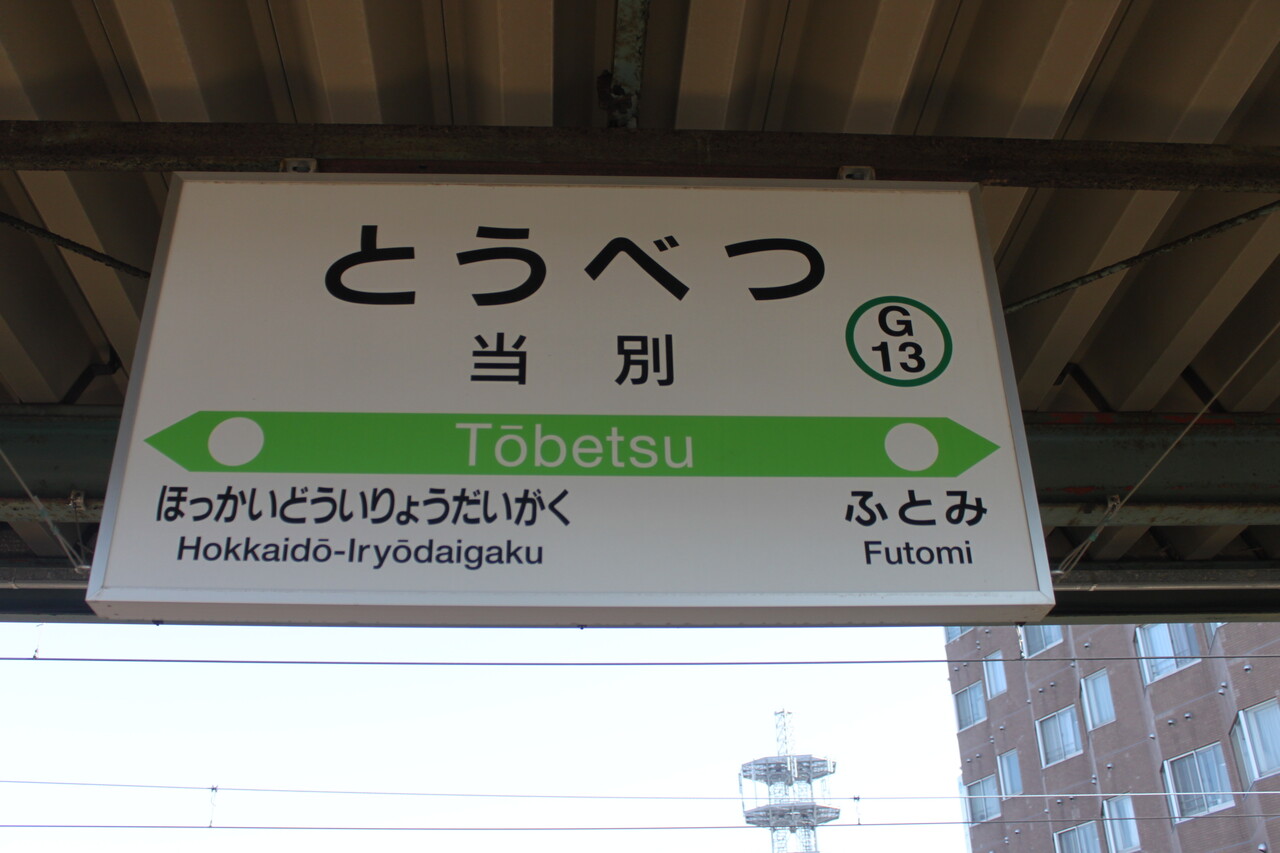 とうべつ
当別
G
13
Tōbetsu
ほっかいどういりょうだいがく
Hokkaidō-Iryōdaigaku
ふとみ
Futomi